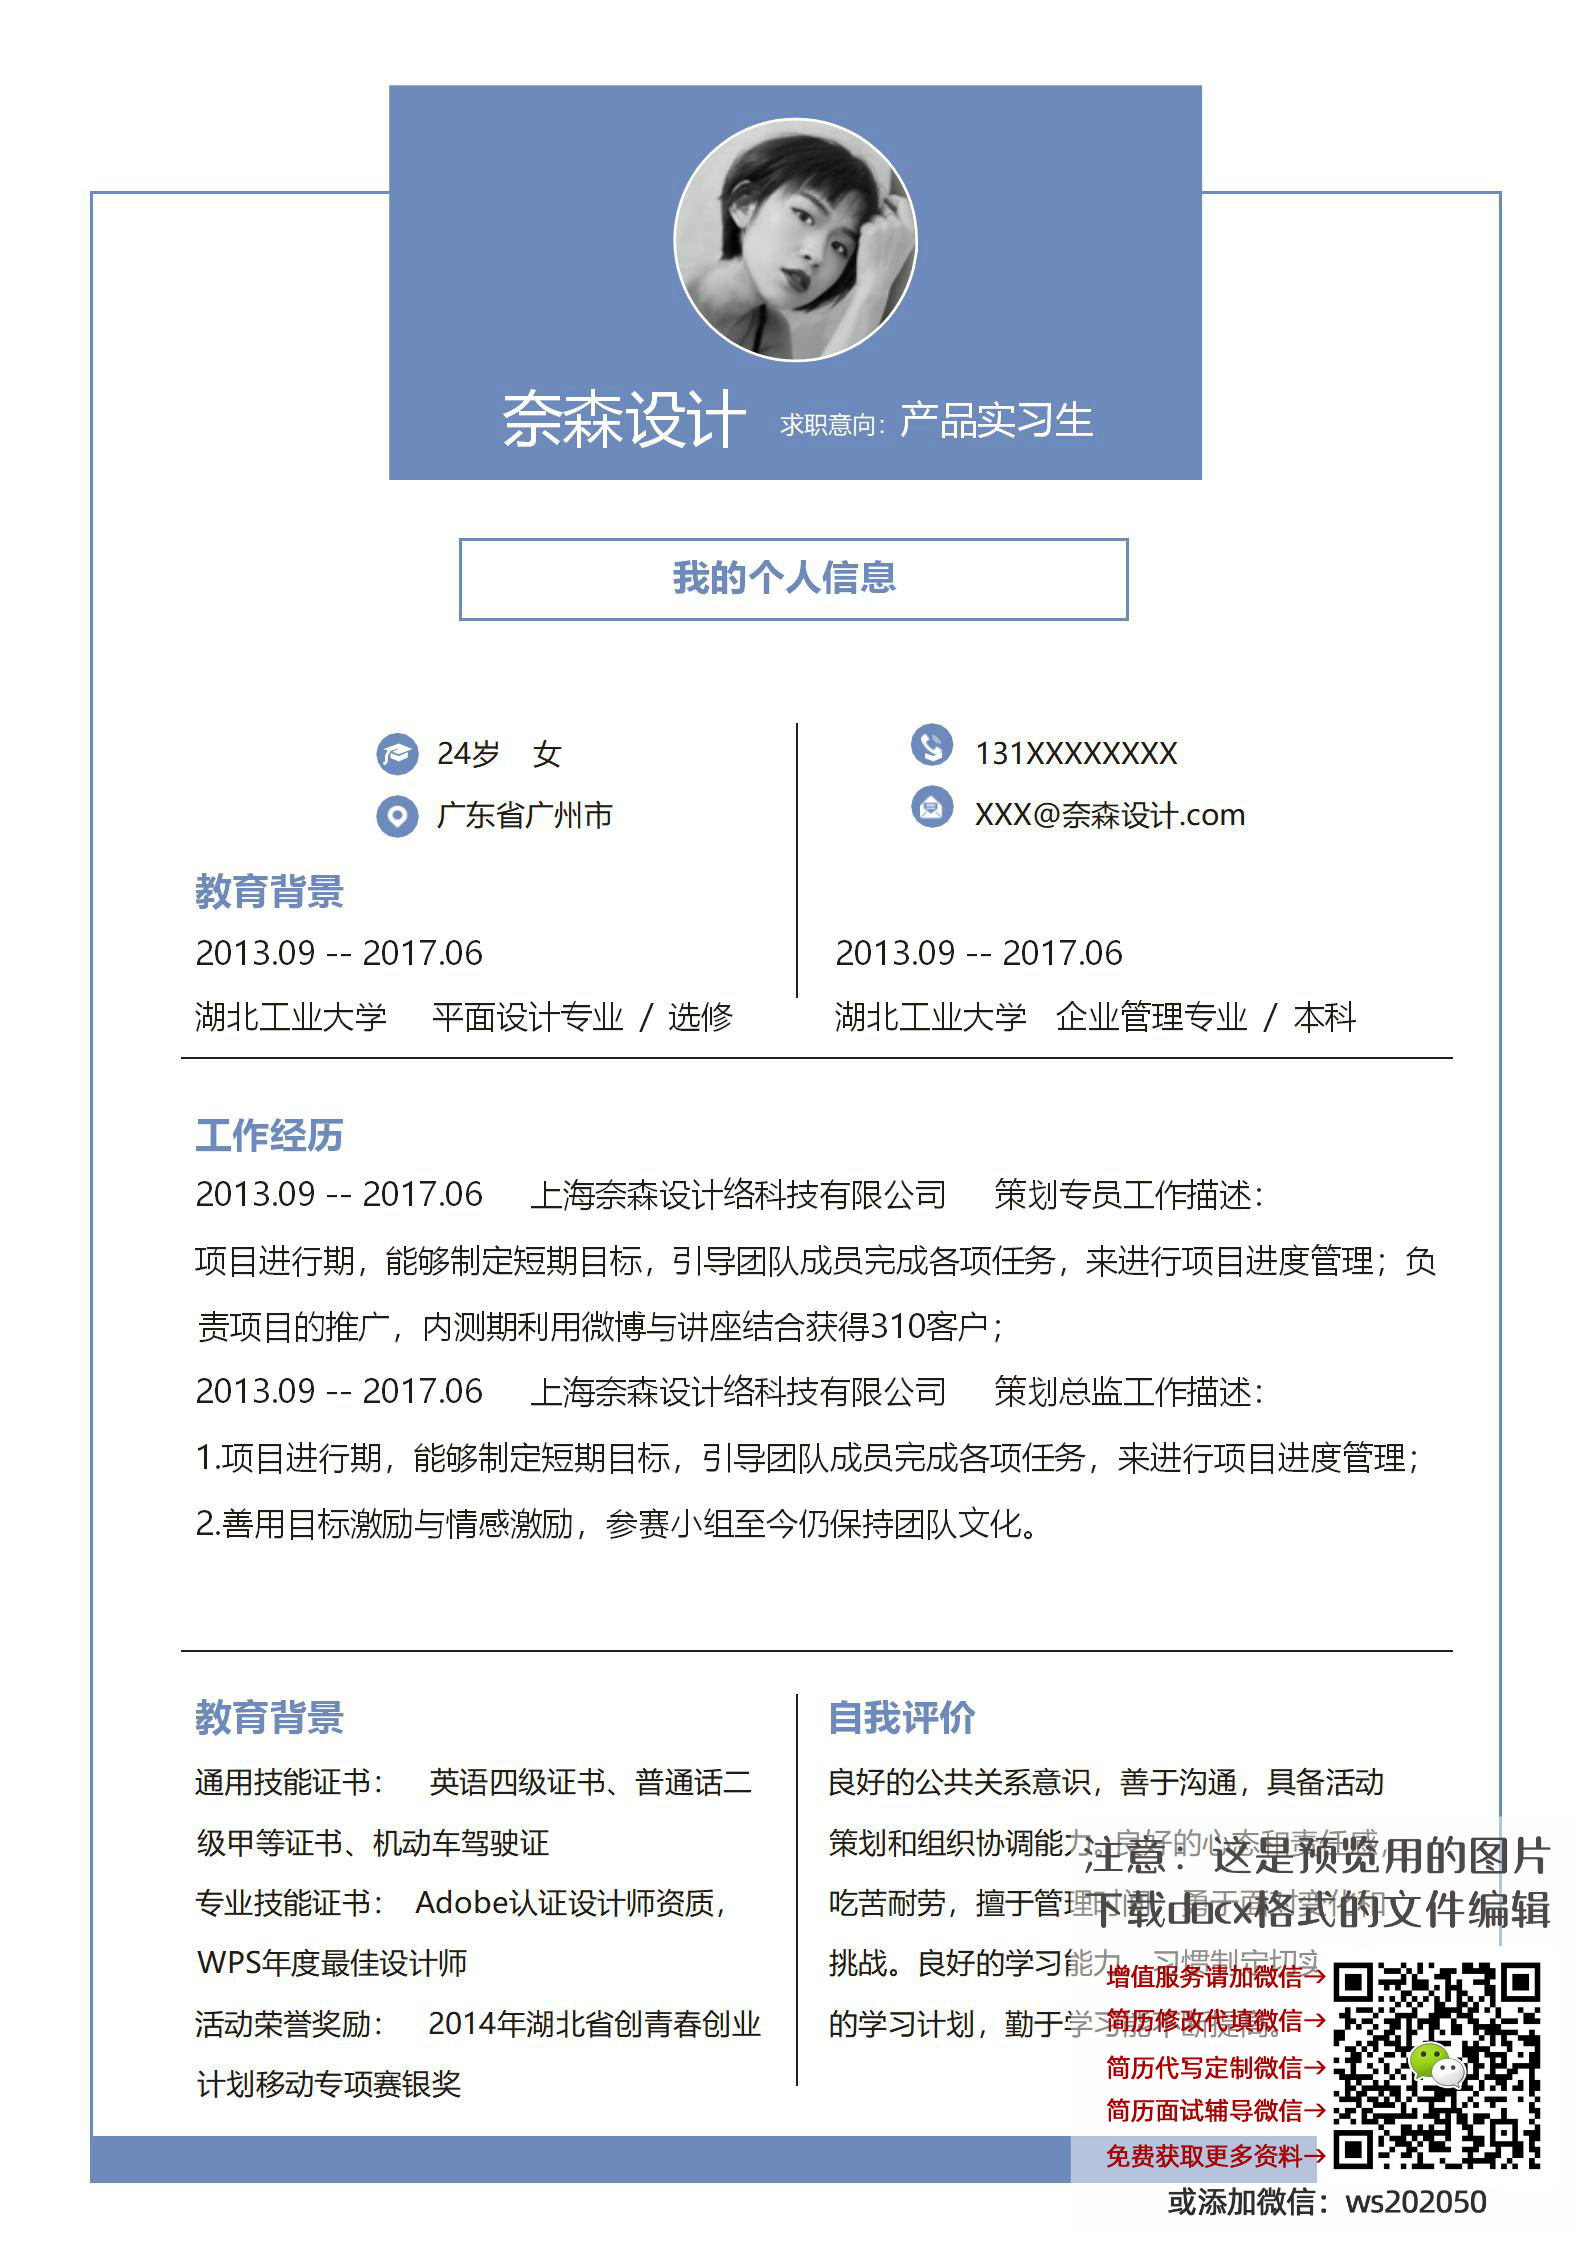 奈森设计 求职意向：产品实习生
我的个人信息
24岁 女
广东省广州市
131XXXXXXXX
XXX@奈森设计.com
教育背景
2013.09 -- 2017.06
湖北工业大学 平面设计专业 / 选修
2013.09 -- 2017.06
湖北工业大学 企业管理专业 / 本科
工作经历
2013.09 -- 2017.06 上海奈森设计络科技有限公司 策划专员工作描述：
项目进行期，能够制定短期目标，引导团队成员完成各项任务，来进行项目进度管理；负
责项目的推广，内测期利用微博与讲座结合获得310客户；
2013.09 -- 2017.06 上海奈森设计络科技有限公司 策划总监工作描述：
1.项目进行期，能够制定短期目标，引导团队成员完成各项任务，来进行项目进度管理；
2.善用目标激励与情感激励，参赛小组至今仍保持团队文化。
教育背景
通用技能证书： 英语四级证书、普通话二
级甲等证书、机动车驾驶证
专业技能证书： Adobe认证设计师资质，
WPS年度最佳设计师
活动荣誉奖励： 2014年湖北省创青春创业
计划移动专项赛银奖
自我评价
良好的公共关系意识，善于沟通，具备活动
策划和组织协调能力。良好的心态和责任感，
吃苦耐劳，擅于管理时间，勇于面对变化和
挑战。良好的学习能力，习惯制定切实
的学习计划，勤于学习能不断提高。
注意：这是预览用的图片
下载docx格式的文件编辑
增值服务请加微信→
简历修改代填微信→
简历代写定制微信→
简历面试辅导微信→
免费获取更多资料→
或添加微信：ws202050